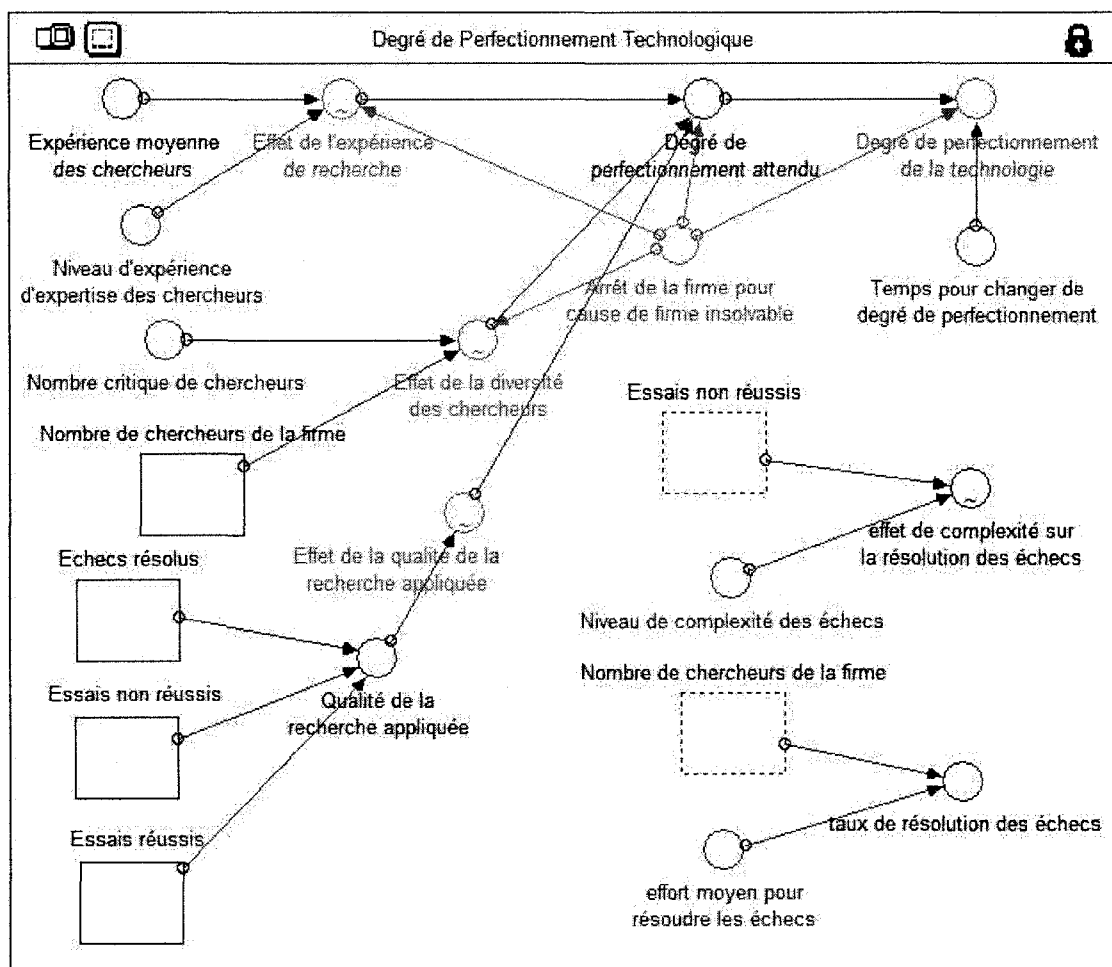 Degré de Perfectionnement Technologique
Expérience moyenne
des chercheurs
Effet de l'expérience
de recherche
Dégré de
perfectionnement attendu
Degré de perfectionnement
de la technologie
Niveau d'expérience
d'expertise des chercheurs
Arrêt de la firme pour
cause de firme insolvable
Temps pour changer de
degré de perfectionnement
Nombre critique de chercheurs
Effet de la diversité
des chercheurs
Essais non réussis
Nombre de chercheurs de la firme
effet de complexité sur
la résolution des échecs
Effet de la qualité de la
recherche appliquée
Echecs résolus
Niveau de complexité des échecs
Nombre de chercheurs de la firme
Essais non réussis
Qualité de la
recherche appliquée
taux de résolution des échecs
Essais réussis
effort moyen pour
résoudre les échecs